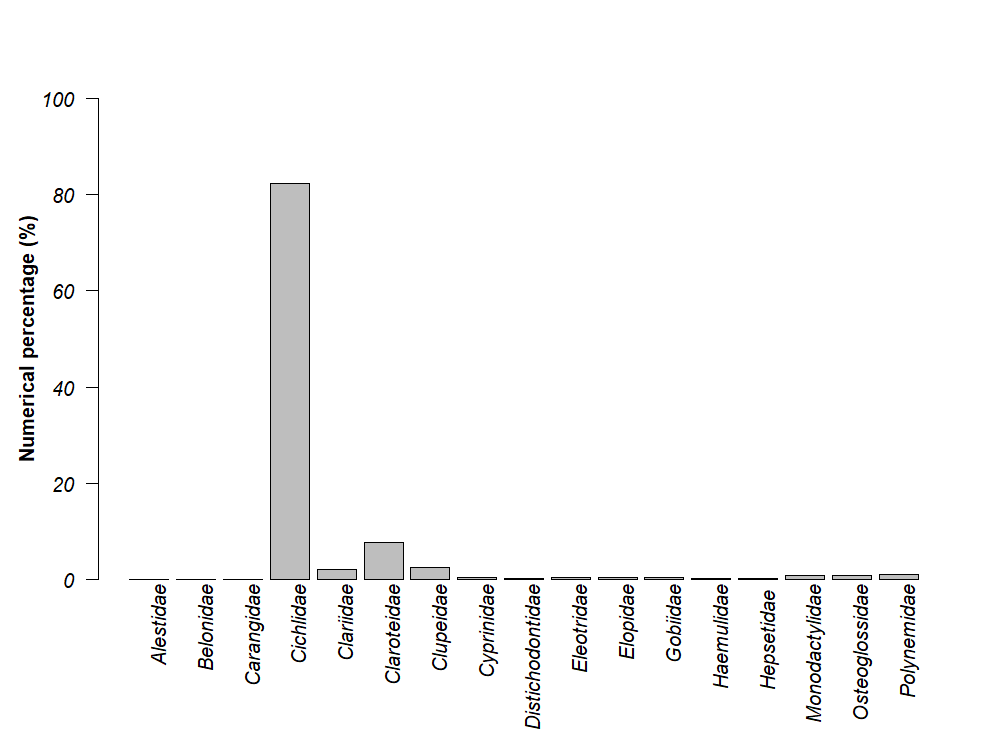 Numerical percentage (%)
100
80
60
40
20
0
Alestidae
Belonidae
Carangidae
Cichlidae
Clariidae
Claroteidae
Clupeidae
Cyprinidae
Distichodontidae
Eleotridae
Elopidae
Gobiidae
Haemulidae
Hepsetidae
Monodactylidae
Osteoglossidae
Polynemidae